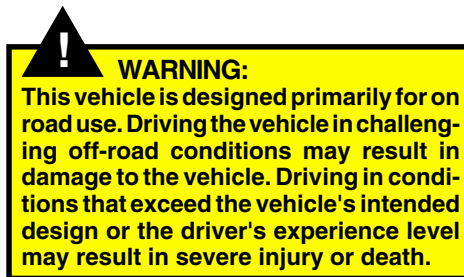 !
WARNING:
This vehicle is designed primarily for on
road use. Driving the vehicle in challeng-
ing off-road conditions may result in
damage to the vehicle. Driving in condi-
tions that exceed the vehicle's intended
design or the driver's experience level
may result in severe injury or death.